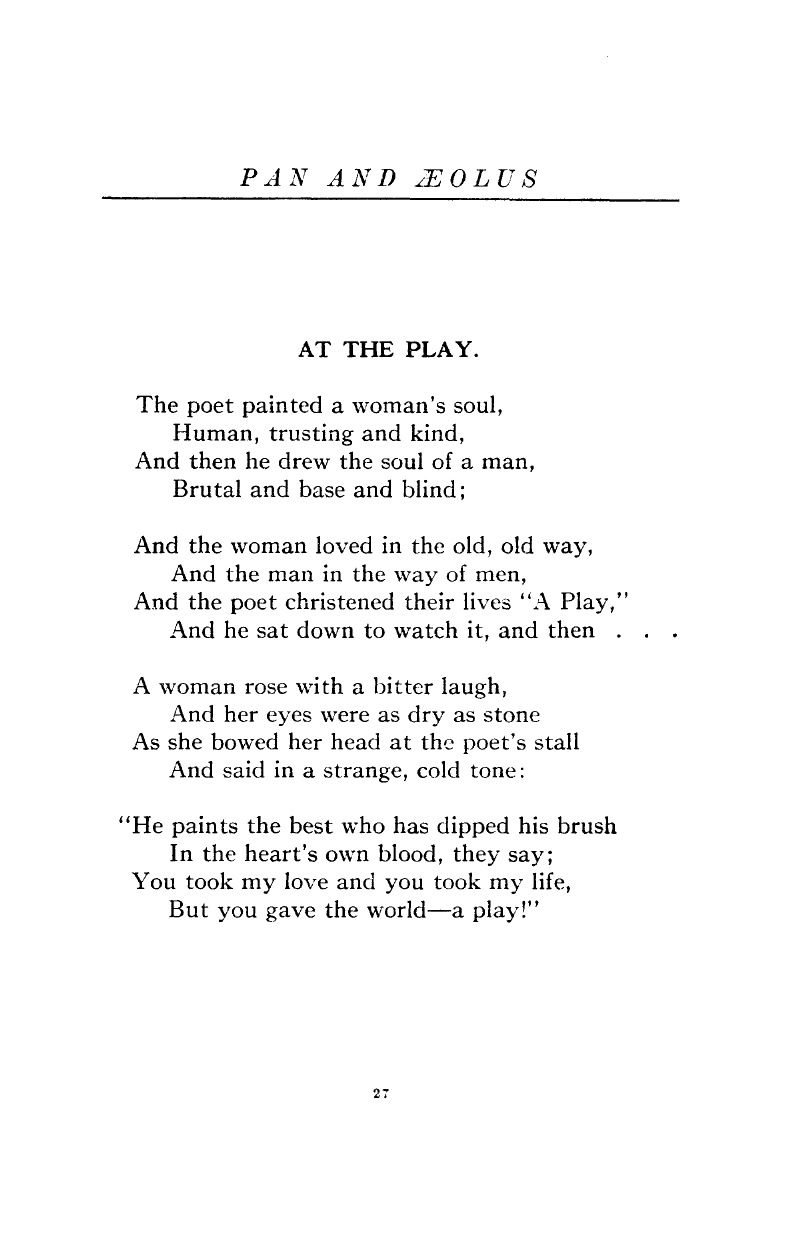 PAN AND ÆOLUS
AT THE PLAY.
The poet painted a woman's soul,
Human, trusting and kind,
And then he drew the soul of a man,
Brutal and base and blind;
And the woman loved in the old, old way,
And the man in the way of men,
And the poet christened their lives "A Play,"
And he sat down to watch it, and then . . .
A woman rose with a bitter laugh,
And her eyes were as dry as stone
As she bowed her head at the poet's stall
And said in a strange, cold tone:
"He paints the best who has dipped his brush
In the heart's own blood, they say;
You took my love and you took my life,
But you gave the world—a play!"
27